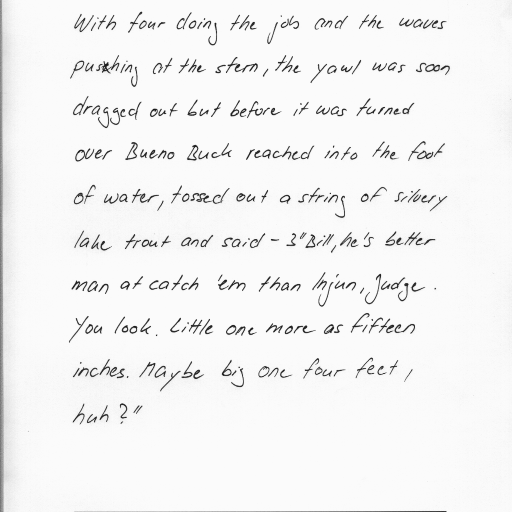 With four doing the job and the waves
pushing at the stern, the yawl was soon
dragged out but before it was turned
over Bueno Buck reached into the foot
of water, tossed out a string of silvery
lake trout and said - 3"Bill, he's better
man at catch 'em than Injun, Judge.
You look. Little one more as fifteen
inches. Maybe big one four feet,
huh?"